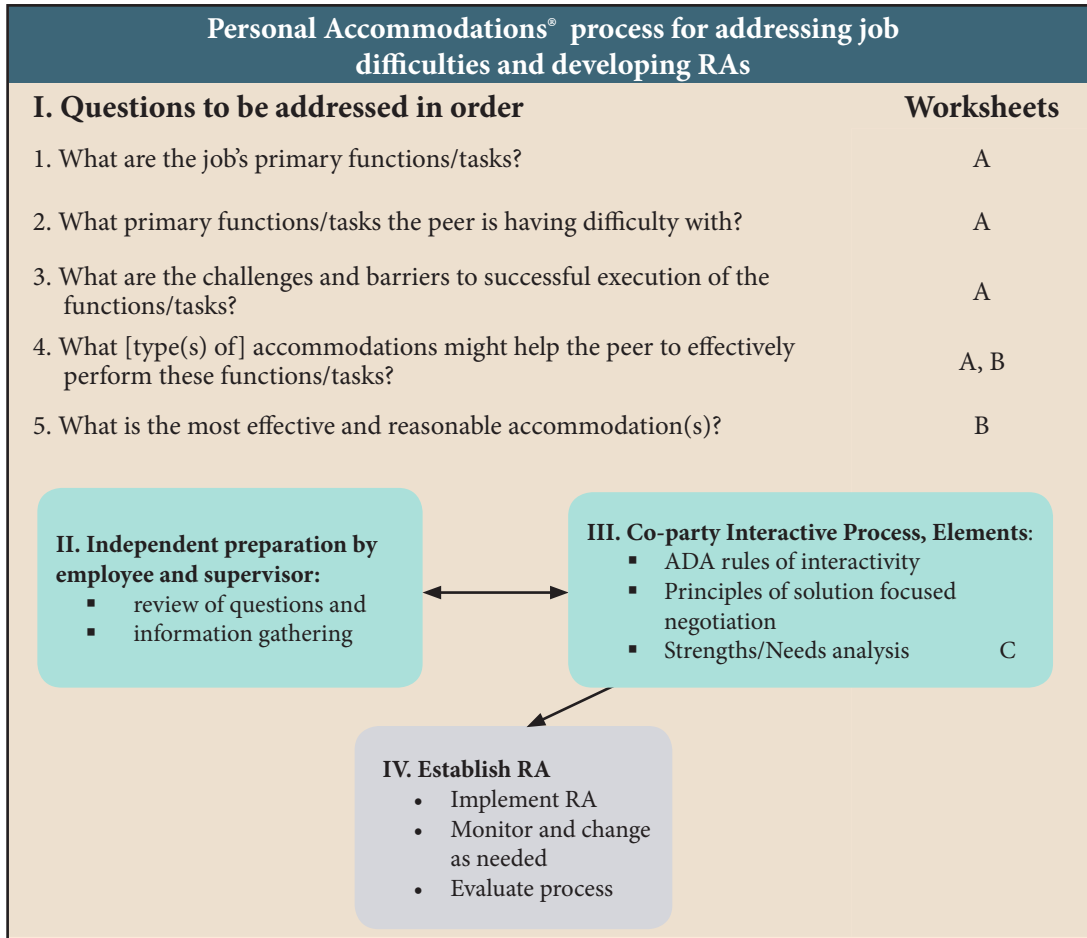 Personal Accommodations® process for addressing job
difficulties and developing RAs
I. Questions to be addressed in order Worksheets
1. What are the job's primary functions/tasks? A
2. What primary functions/tasks the peer is having difficulty with? A
3. What are the challenges and barriers to successful execution of the
functions/tasks? A
4. What [type(s) of] accommodations might help the peer to effectively
perform these functions/tasks? A, B
5. What is the most effective and reasonable accommodation(s)? B
II. Independent preparation by
employee and supervisor:
▪ review of questions and
▪ information gathering
III. Co-party Interactive Process, Elements:
▪ ADA rules of interactivity
▪ Principles of solution focused
negotiation
▪ Strengths/Needs analysis C
IV. Establish RA
• Implement RA
• Monitor and change
as needed
• Evaluate process